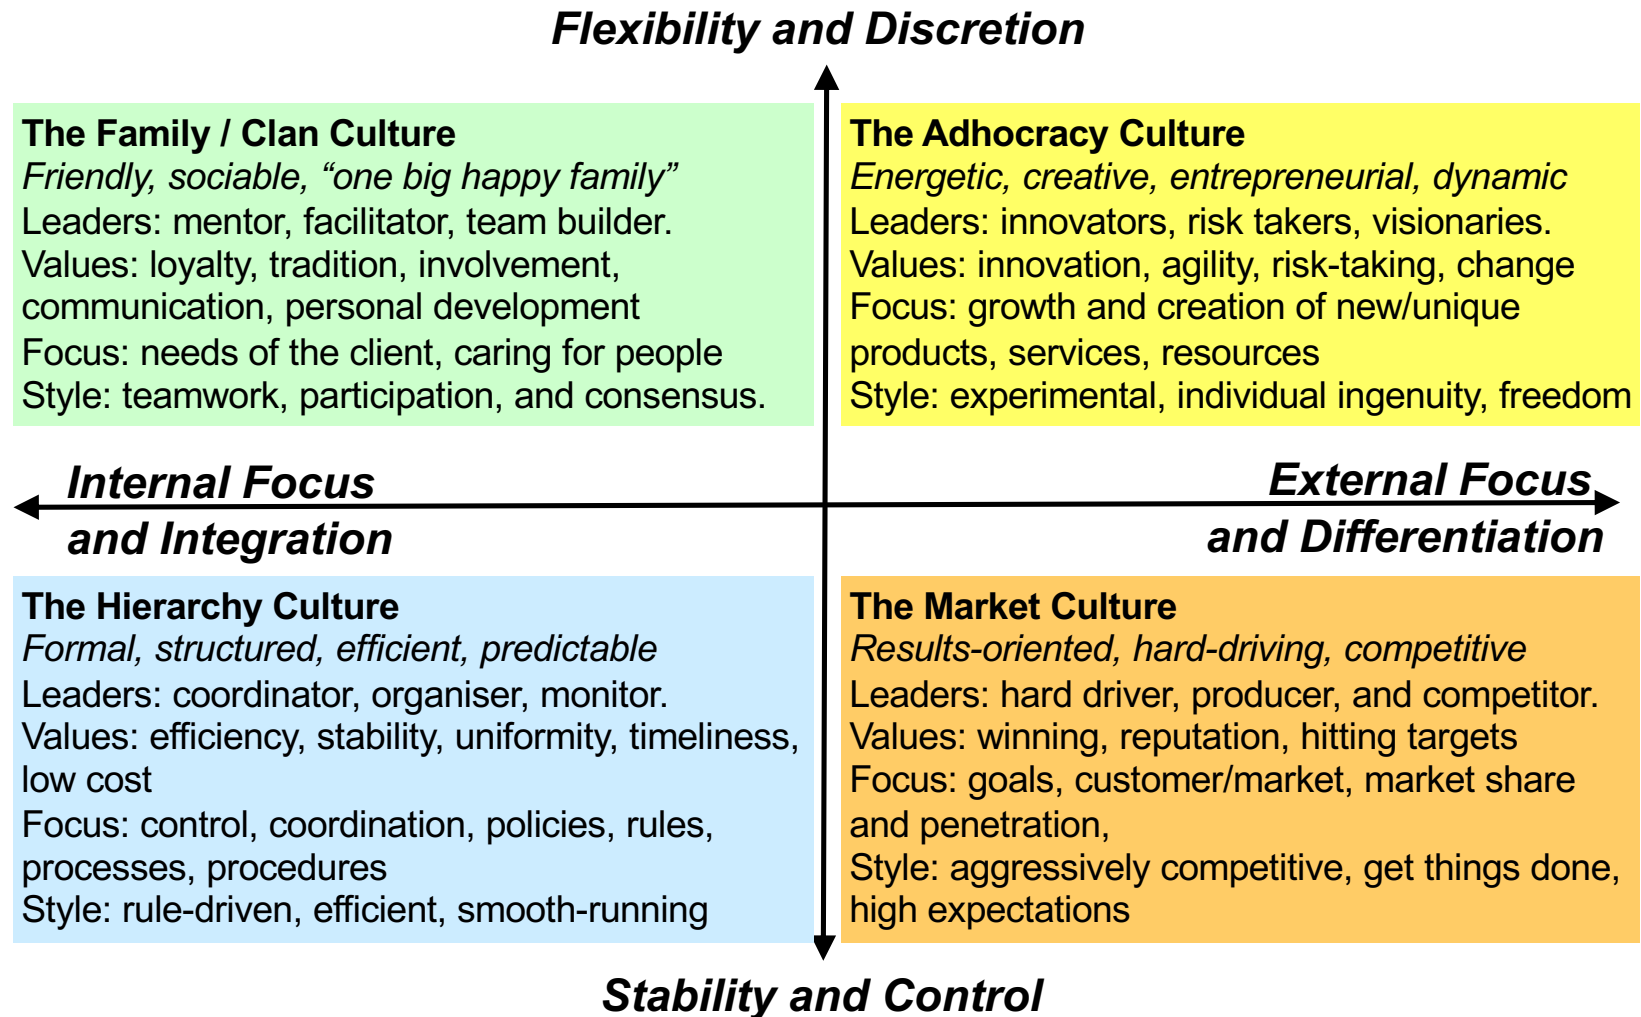 Flexibility and Discretion
The Family / Clan Culture
Friendly, sociable, “one big happy family”
Leaders: mentor, facilitator, team builder.
Values: loyalty, tradition, involvement,
communication, personal development
Focus: needs of the client, caring for people
Style: teamwork, participation, and consensus.
The Adhocracy Culture
Energetic, creative, entrepreneurial, dynamic
Leaders: innovators, risk takers, visionaries.
Values: innovation, agility, risk-taking, change
Focus: growth and creation of new/unique
products, services, resources
Style: experimental, individual ingenuity, freedom
Internal Focus
and Integration
External Focus
and Differentiation
The Hierarchy Culture
Formal, structured, efficient, predictable
Leaders: coordinator, organiser, monitor.
Values: efficiency, stability, uniformity, timeliness,
low cost
Focus: control, coordination, policies, rules,
processes, procedures
Style: rule-driven, efficient, smooth-running
The Market Culture
Results-oriented, hard-driving, competitive
Leaders: hard driver, producer, and competitor.
Values: winning, reputation, hitting targets
Focus: goals, customer/market, market share
and penetration,
Style: aggressively competitive, get things done,
high expectations
Stability and Control